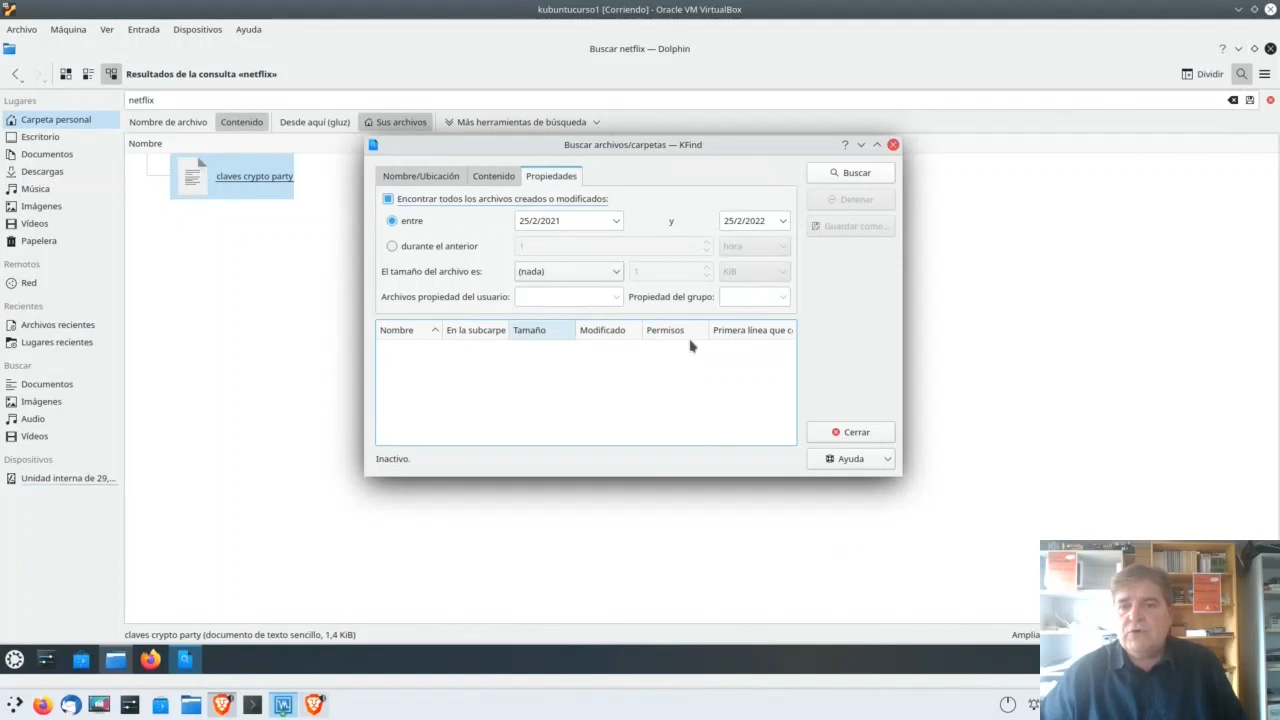 kubuntucurso1 [Corriendo] - Oracle VM VirtualBox
Archivo Máquina Ver Entrada Dispositivos Ayuda
Buscar netflix — Dolphin
Resultados de la consulta «netflix»
Dividir
Lugares
Carpeta personal
Escritorio
Documentos
Descargas
Música
Imágenes
Vídeos
Papelera
Remotos
Red
Recientes
Archivos recientes
Lugares recientes
Buscar
Documentos
Imágenes
Audio
Vídeos
Dispositivos
Unidad interna de 29,...
netflix
Nombre de archivo Contenido Desde aquí (gluz) Sus archivos Más herramientas de búsqueda
Nombre
claves crypto party
Buscar archivos/carpetas — KFind
Nombre/Ubicación Contenido Propiedades
Encontrar todos los archivos creados o modificados:
entre 25/2/2021 y 25/2/2022
durante el anterior 1 hora
El tamaño del archivo es: (nada) 1 KiB
Archivos propiedad del usuario: Propiedad del grupo:
Nombre En la subcarpe Tamaño Modificado Permisos Primera línea que c
Inactivo.
Buscar
Detener
Guardar como...
Cerrar
Ayuda
claves crypto party (documento de texto sencillo, 1,4 KiB)
Amplia